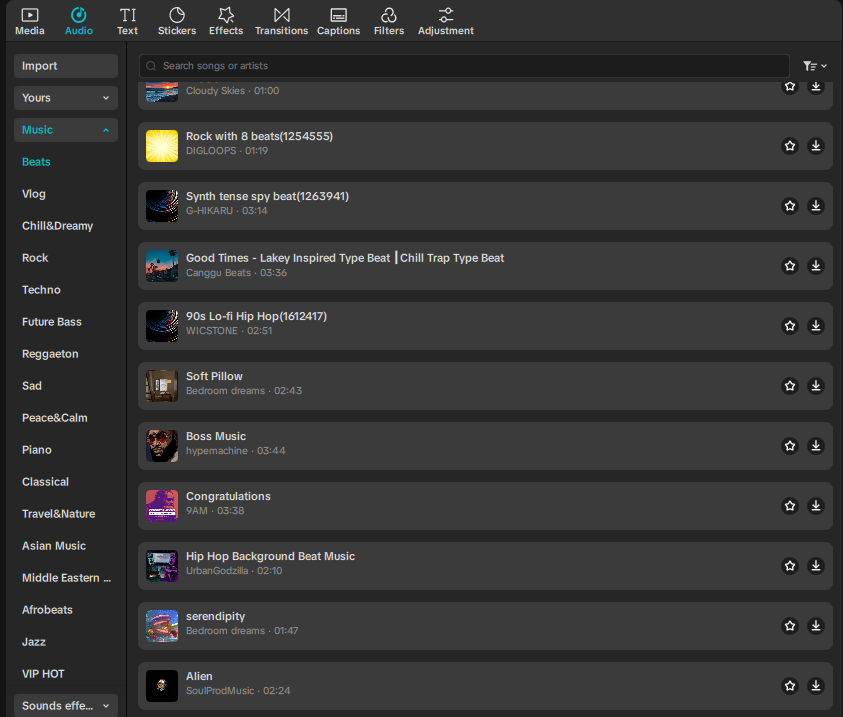 Media Audio Text Stickers Effects Transitions Captions Filters Adjustment
Import
Yours
Music
Beats
Vlog
Chill&Dreamy
Rock
Techno
Future Bass
Reggaeton
Sad
Peace&Calm
Piano
Classical
Travel&Nature
Asian Music
Middle Eastern ...
Afrobeats
Jazz
VIP HOT
Sounds effe...
Search songs or artists
Cloudy Skies · 01:00
Rock with 8 beats(1254555)
DIGLOOPS · 01:19
Synth tense spy beat(1263941)
G-HIKARU · 03:14
Good Times - Lakey Inspired Type Beat ┃Chill Trap Type Beat
Canggu Beats · 03:36
90s Lo-fi Hip Hop(1612417)
WICSTONE · 02:51
Soft Pillow
Bedroom dreams · 02:43
Boss Music
hypemachine · 03:44
Congratulations
9AM · 03:38
Hip Hop Background Beat Music
UrbanGodzilla · 02:10
serendipity
Bedroom dreams · 01:47
Alien
SoulProdMusic · 02:24